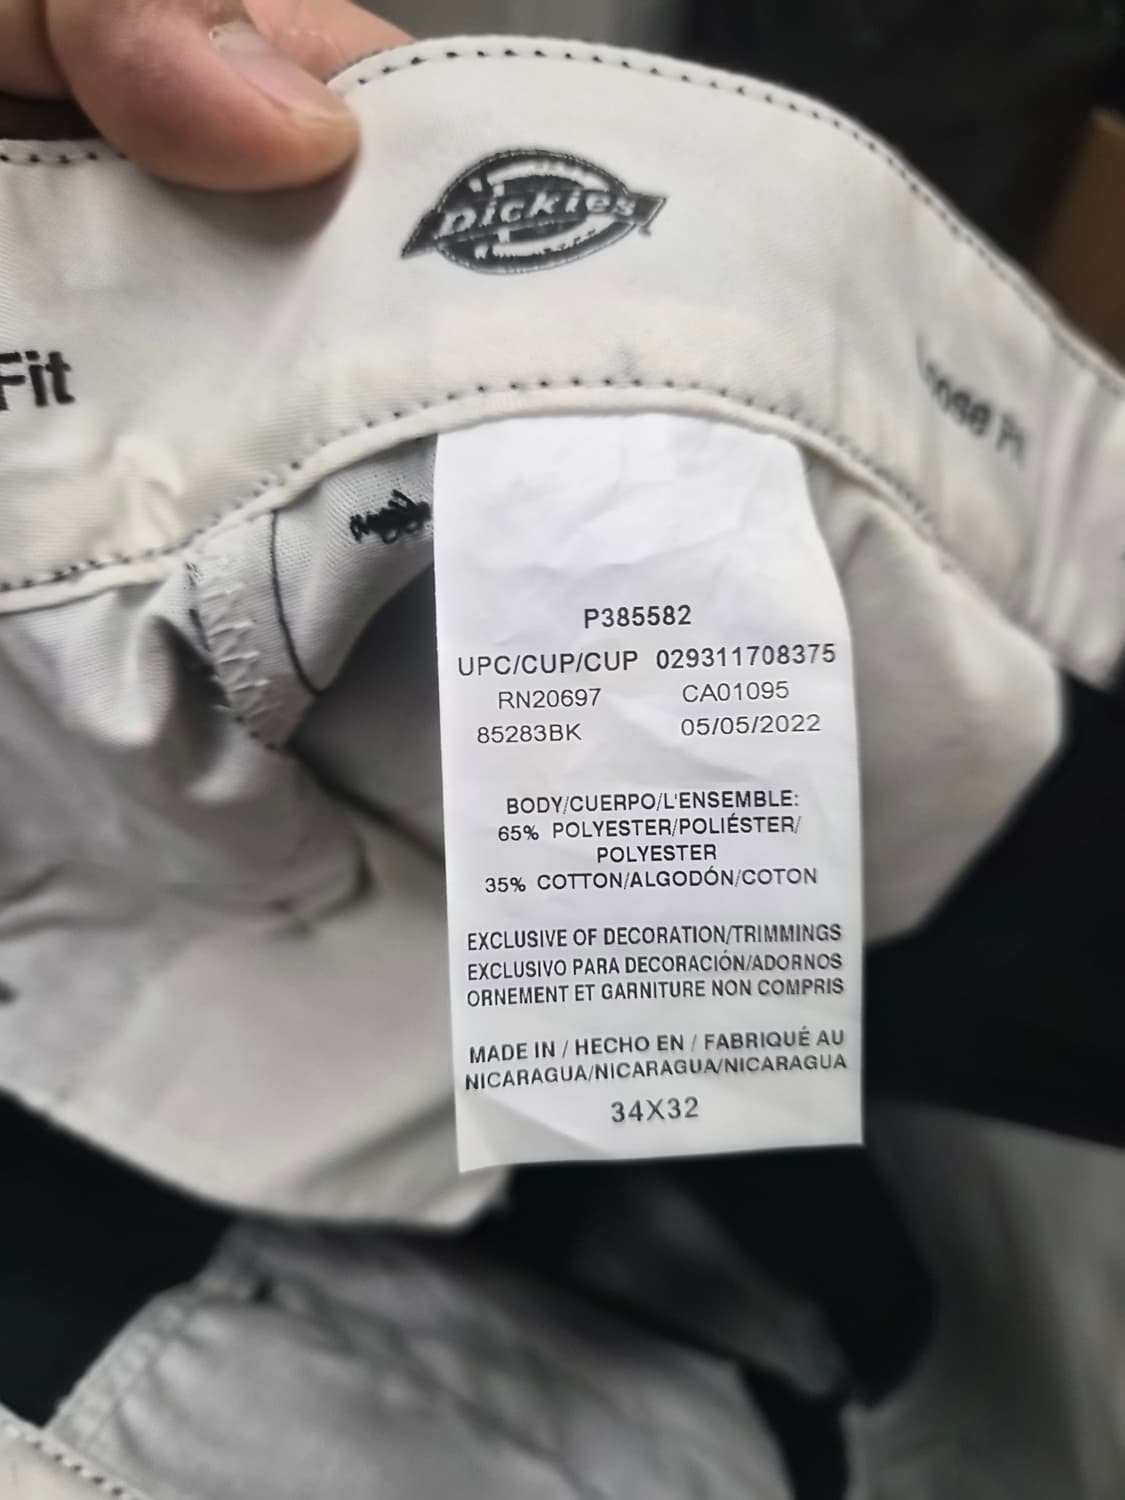 Dickies
Fit
P385582
UPC/CUP/CUP 029311708375
RN20697 CA01095
85283BK 05/05/2022
BODY/CUERPO/L'ENSEMBLE:
65% POLYESTER/POLIÉSTER/
POLYESTER
35% COTTON/ALGODÓN/COTON
EXCLUSIVE OF DECORATION/TRIMMINGS
EXCLUSIVO PARA DECORACIÓN/ADORNOS
ORNEMENT ET GARNITURE NON COMPRIS
MADE IN / HECHO EN / FABRIQUÉ AU
NICARAGUA/NICARAGUA/NICARAGUA
34X32